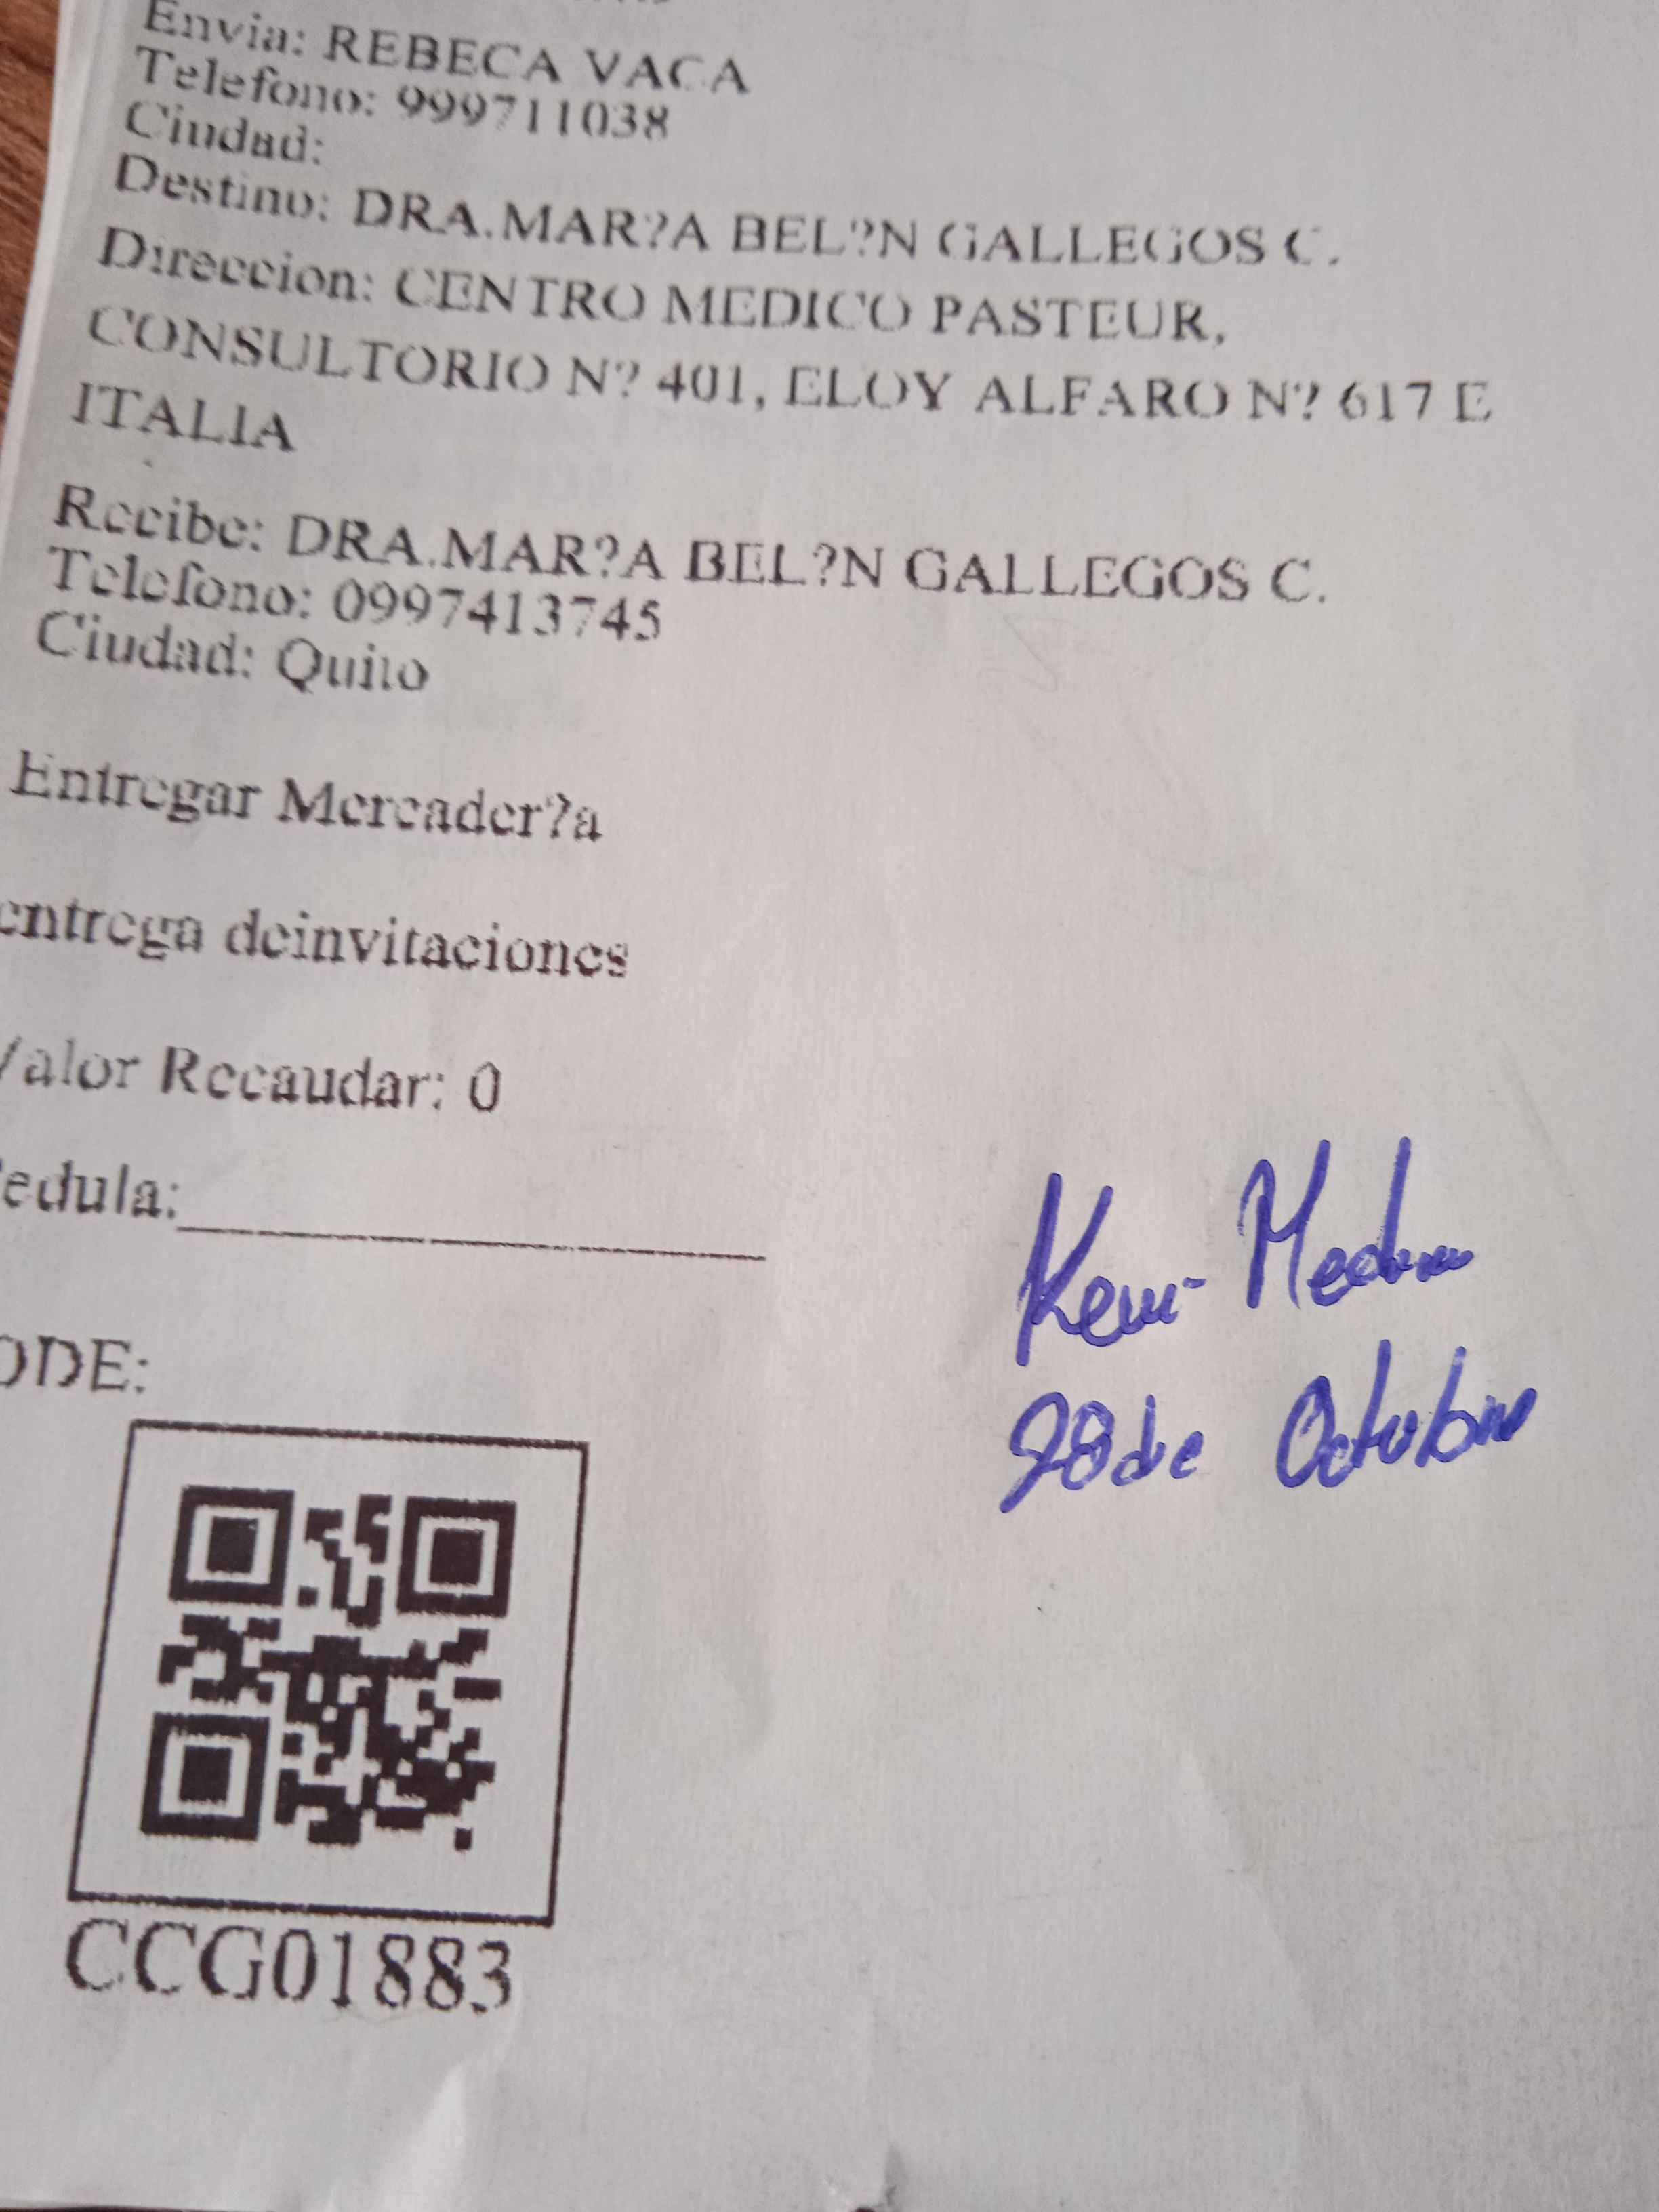 Envia: REBECA VACA
Telefono: 999711038
Ciudad:
Destino: DRA.MAR?A BEL?N GALLEGOS C.
Direccion: CENTRO MEDICO PASTEUR,
CONSULTORIO N? 401, ELOY ALFARO N? 617 E
ITALIA
Recibe: DRA.MAR?A BEL?N GALLEGOS C.
Telefono: 0997413745
Ciudad: Quito
Entregar Mercader?a
entrega deinvitaciones
Valor Recaudar: 0
edula:
ODE:
28 de Octubre
CCG01883